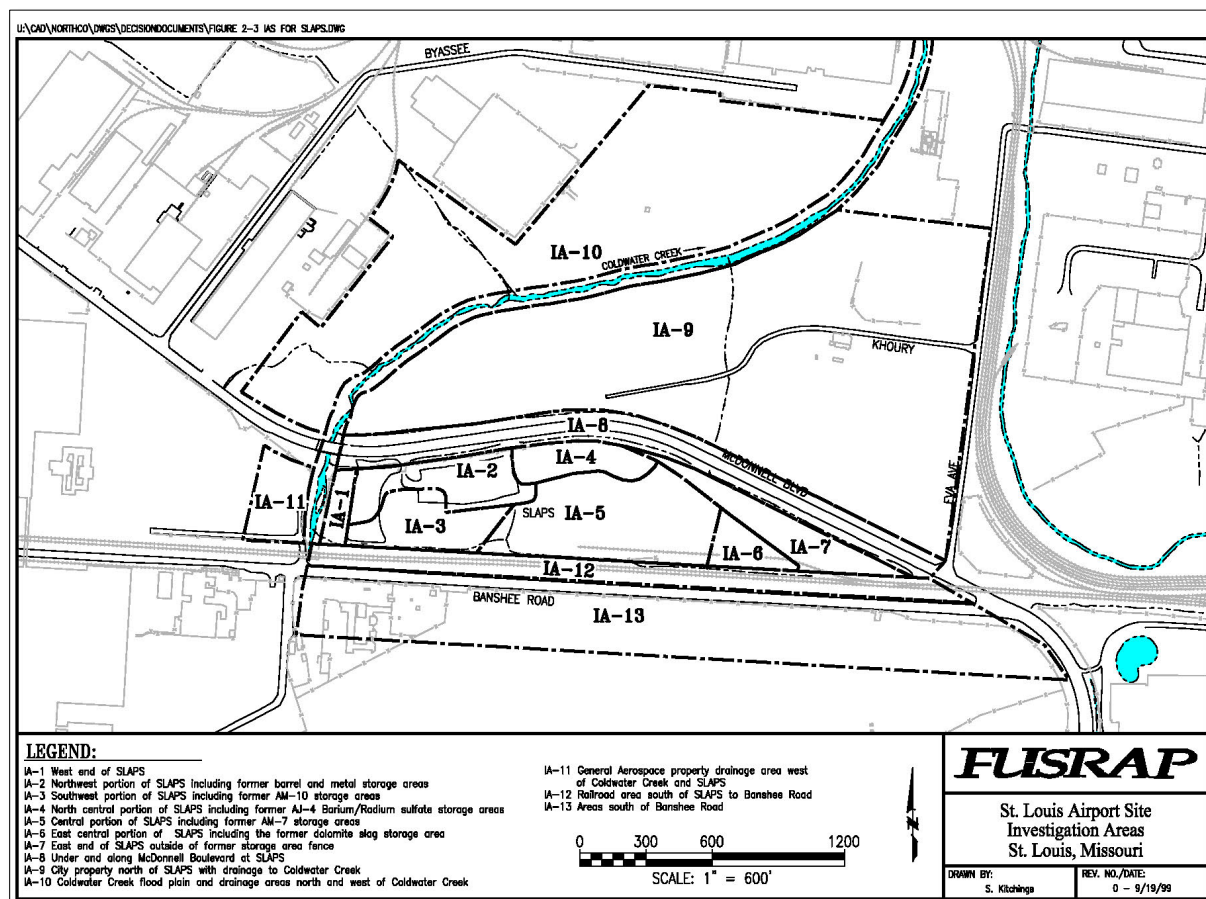 U:\CAD\NORTHCO\DWGS\DECISIONDOCUMENTS\FIGURE 2-3 IAS FOR SLAPS.DWG
BYASSEE
IA-10
COLDWATER CREEK
IA-9
KHOURY
IA-8
MCDONNELL BLVD
EVA AVE.
IA-2
IA-4
IA-11
IA-1
IA-3
SLAPS
IA-5
IA-6
IA-7
IA-12
BANSHEE ROAD
IA-13
LEGEND:
IA-1 West end of SLAPS
IA-2 Northwest portion of SLAPS including former barrel and metal storage areas
IA-3 Southwest portion of SLAPS including former AM-10 storage areas
IA-4 North central portion of SLAPS including former AJ-4 Barium/Radium sulfate storage areas
IA-5 Central portion of SLAPS including former AM-7 storage areas
IA-6 East central portion of SLAPS including the former dolomite slag storage area
IA-7 East end of SLAPS outside of former storage area fence
IA-8 Under and along McDonnell Boulevard at SLAPS
IA-9 City property north of SLAPS with drainage to Coldwater Creek
IA-10 Coldwater Creek flood plain and drainage areas north and west of Coldwater Creek
IA-11 General Aerospace property drainage area west
of Coldwater Creek and SLAPS
IA-12 Railroad area south of SLAPS to Banshee Road
IA-13 Areas south of Banshee Road
0 300 600 1200
SCALE: 1" = 600'
N
FUSRAP
St. Louis Airport Site
Investigation Areas
St. Louis, Missouri
DRAWN BY:
S. Kitchings
REV. NO./DATE:
0 - 9/19/99